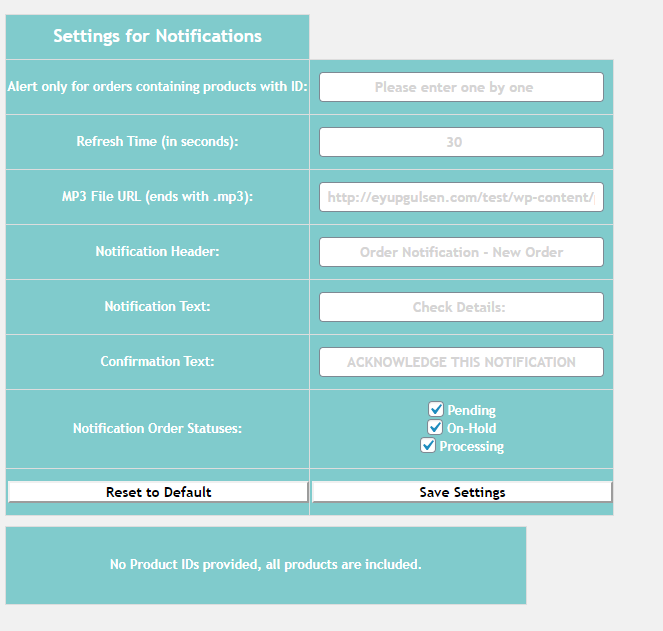 Settings for Notifications
Alert only for orders containing products with ID:
Please enter one by one
Refresh Time (in seconds):
30
MP3 File URL (ends with .mp3):
http://eyupgulsen.com/test/wp-content/
Notification Header:
Order Notification - New Order
Notification Text:
Check Details:
Confirmation Text:
ACKNOWLEDGE THIS NOTIFICATION
Notification Order Statuses:
Pending
On-Hold
Processing
Reset to Default
Save Settings
No Product IDs provided, all products are included.